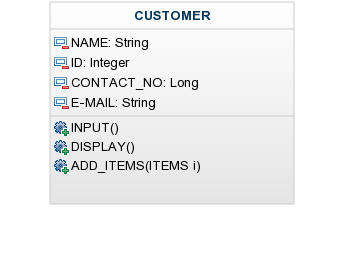 CUSTOMER
NAME: String
ID: Integer
CONTACT_NO: Long
E-MAIL: String
INPUT()
DISPLAY()
ADD_ITEMS(ITEMS i)